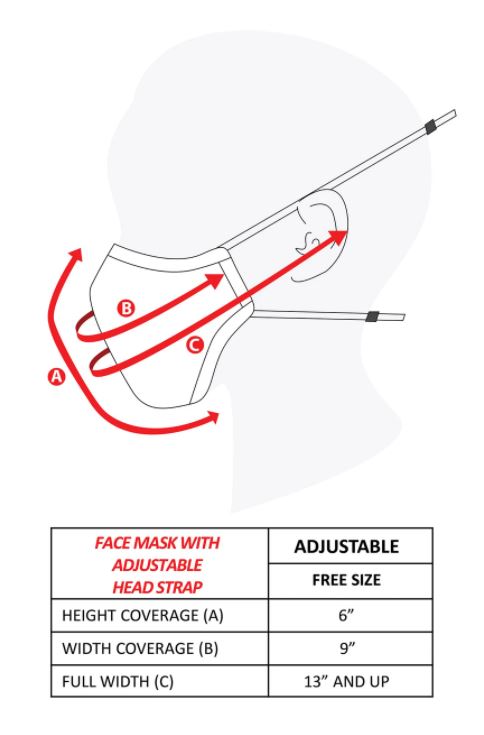 B
C
A
FACE MASK WITH
ADJUSTABLE
HEAD STRAP
ADJUSTABLE
FREE SIZE
HEIGHT COVERAGE (A) 6”
WIDTH COVERAGE (B) 9”
FULL WIDTH (C) 13” AND UP